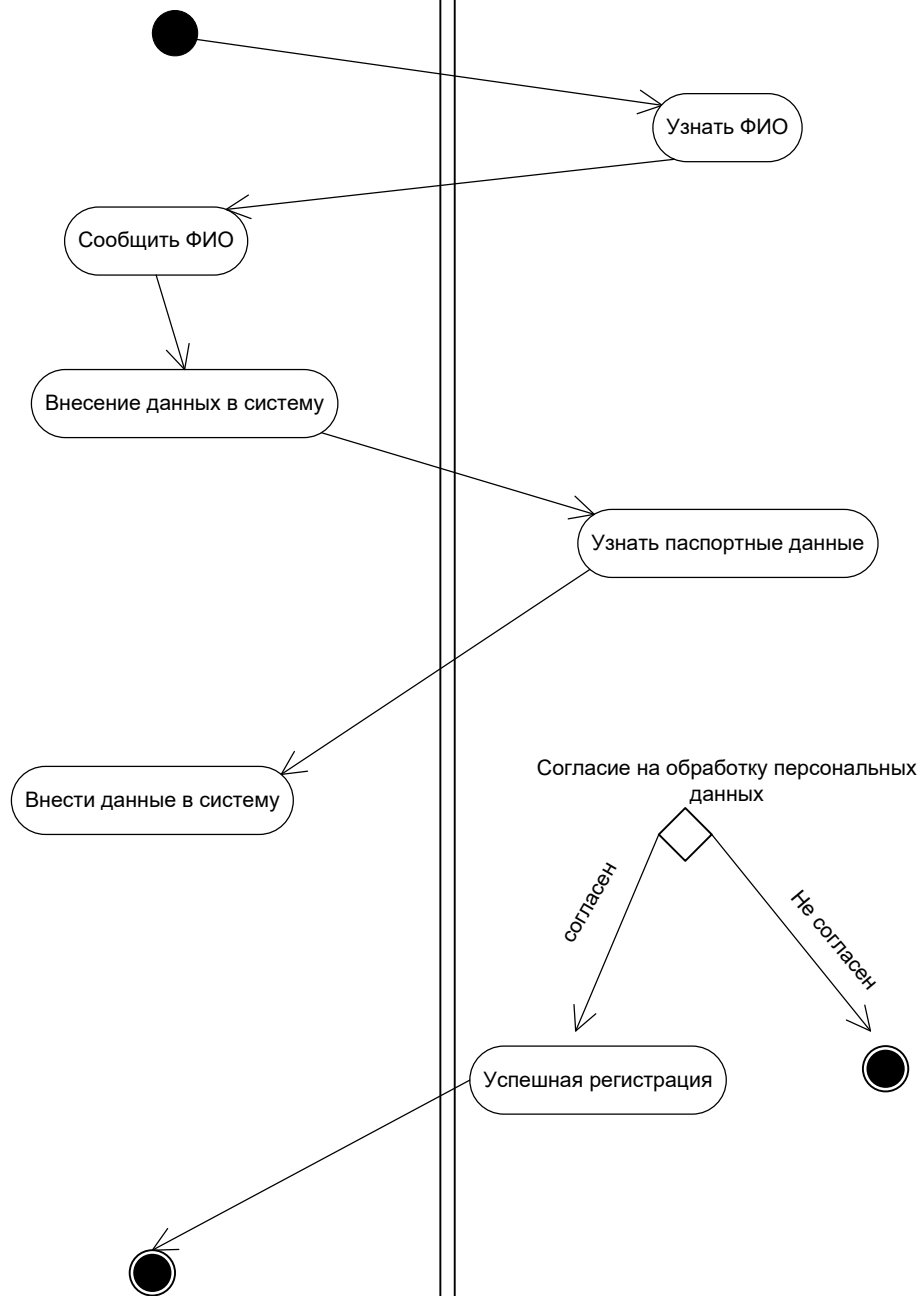 Узнать ФИО
Сообщить ФИО
Внесение данных в систему
Узнать паспортные данные
Согласие на обработку персональных
данных
Внести данные в систему
согласен
Не согласен
Успешная регистрация